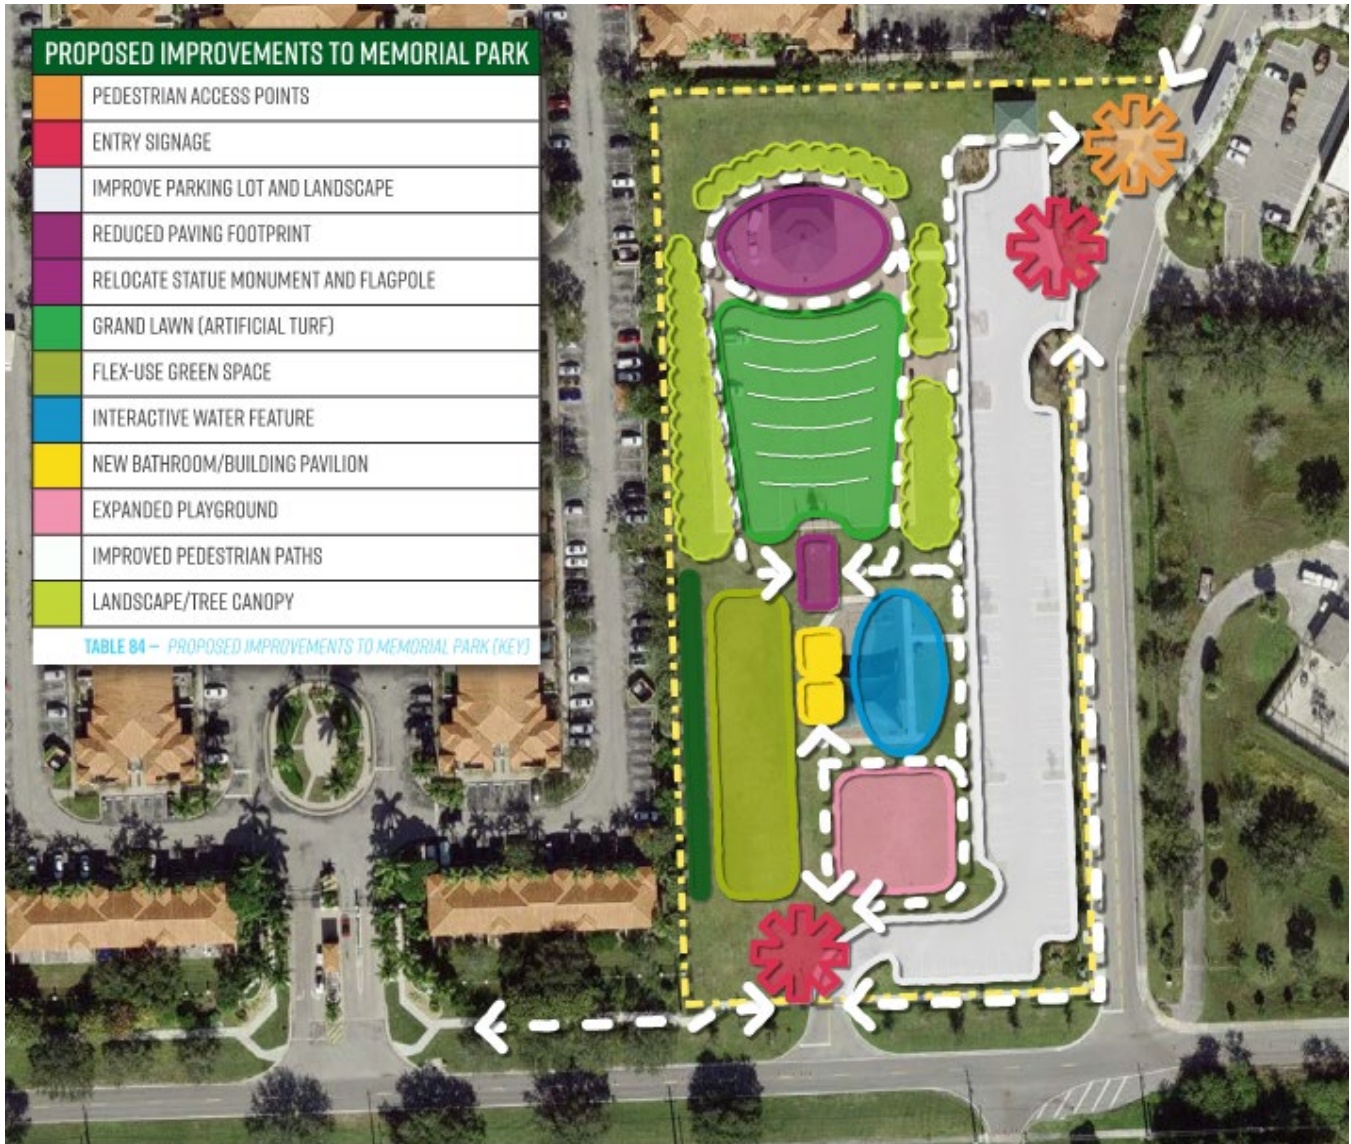 PROPOSED IMPROVEMENTS TO MEMORIAL PARK
PEDESTRIAN ACCESS POINTS
ENTRY SIGNAGE
IMPROVE PARKING LOT AND LANDSCAPE
REDUCED PAVING FOOTPRINT
RELOCATE STATUE MONUMENT AND FLAGPOLE
GRAND LAWN (ARTIFICIAL TURF)
FLEX-USE GREEN SPACE
INTERACTIVE WATER FEATURE
NEW BATHROOM/BUILDING PAVILION
EXPANDED PLAYGROUND
IMPROVED PEDESTRIAN PATHS
LANDSCAPE/TREE CANOPY
TABLE 84 – PROPOSED IMPROVEMENTS TO MEMORIAL PARK (KEY)